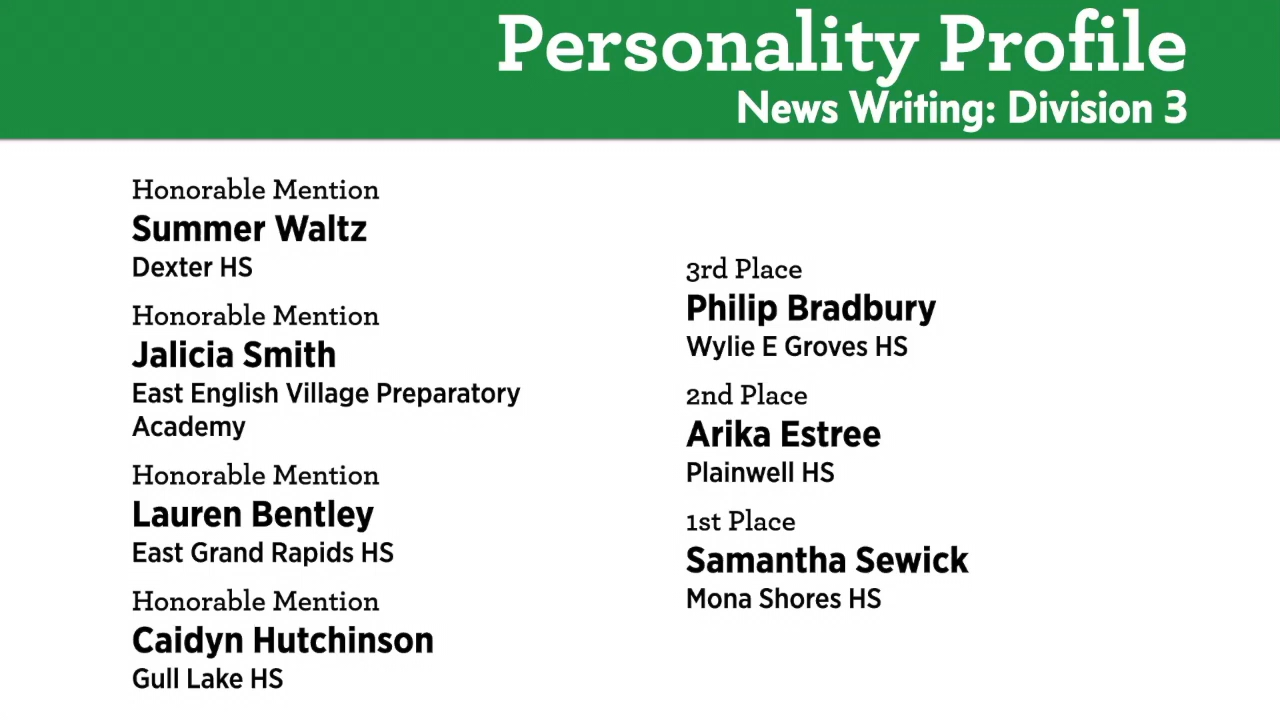 Personality Profile
News Writing: Division 3
Honorable Mention
Summer Waltz
Dexter HS
Honorable Mention
Jalicia Smith
East English Village Preparatory
Academy
Honorable Mention
Lauren Bentley
East Grand Rapids HS
Honorable Mention
Caidyn Hutchinson
Gull Lake HS
3rd Place
Philip Bradbury
Wylie E Groves HS
2nd Place
Arika Estree
Plainwell HS
1st Place
Samantha Sewick
Mona Shores HS